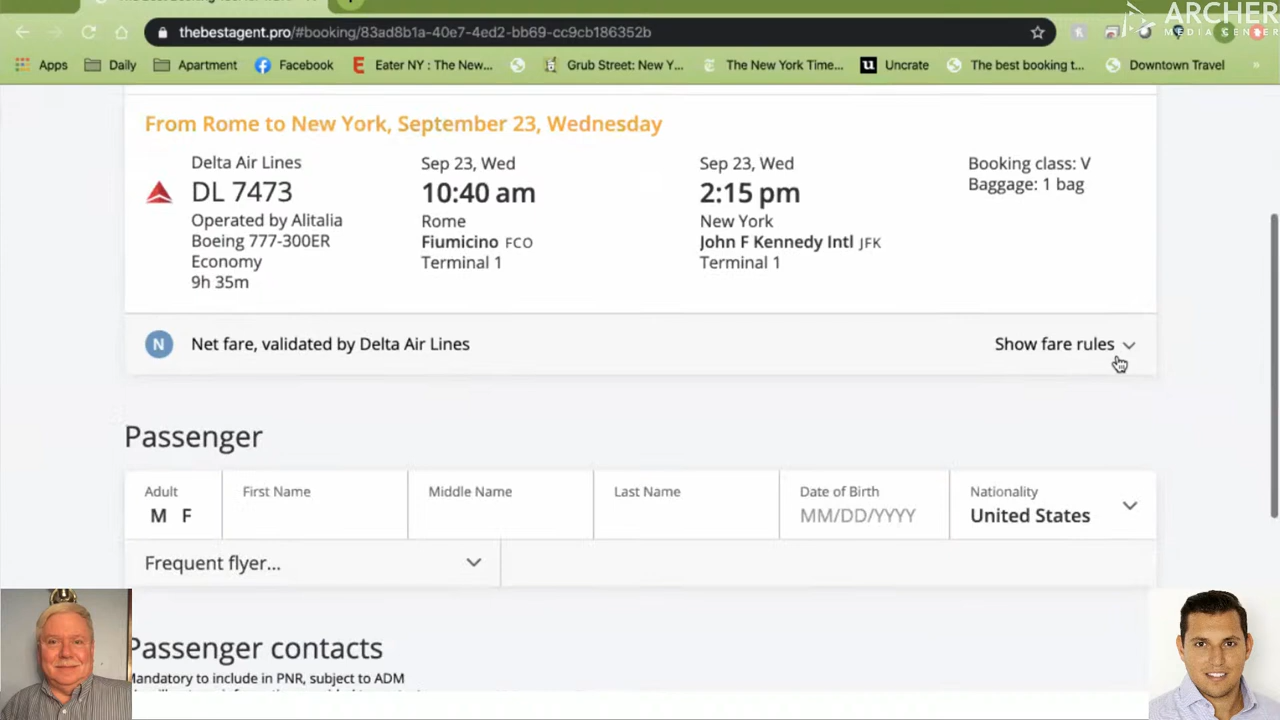 ARCHER
MEDIA CENTER
thebestagent.pro/#booking/83ad8b1a-40e7-4ed2-bb69-cc9cb186352b
Apps Daily Apartment Facebook Eater NY : The New... Grub Street: New Y... The New York Time... Uncrate The best booking t... Downtown Travel »
From Rome to New York, September 23, Wednesday
Delta Air Lines
DL 7473
Operated by Alitalia
Boeing 777-300ER
Economy
9h 35m
Sep 23, Wed
10:40 am
Rome
Fiumicino FCO
Terminal 1
Sep 23, Wed
2:15 pm
New York
John F Kennedy Intl JFK
Terminal 1
Booking class: V
Baggage: 1 bag
N Net fare, validated by Delta Air Lines Show fare rules
Passenger
Adult
M F
First Name
Middle Name
Last Name
Date of Birth
MM/DD/YYYY
Nationality
United States
Frequent flyer...
Passenger contacts
Mandatory to include in PNR, subject to ADM